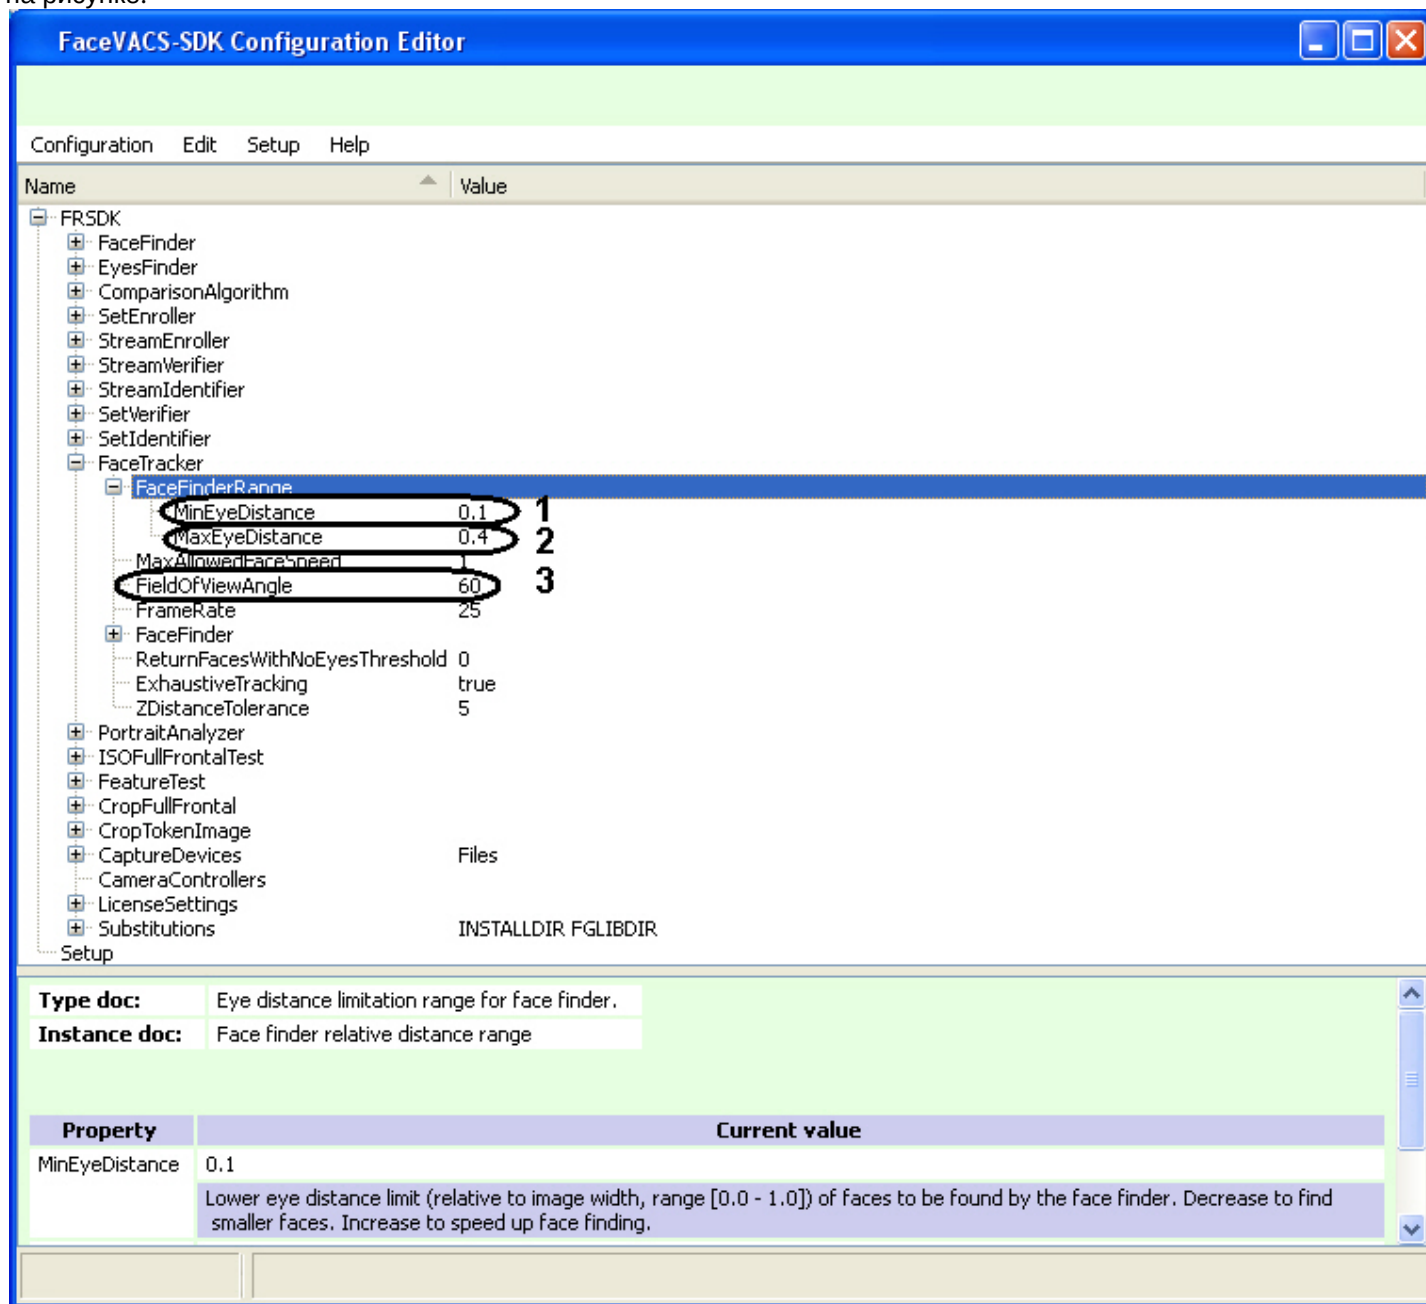 на рисунке.
FaceVACS-SDK Configuration Editor
Configuration Edit Setup Help
Name Value
FRSDK
FaceFinder
EyesFinder
ComparisonAlgorithm
SetEnroller
StreamEnroller
StreamVerifier
StreamIdentifier
SetVerifier
SetIdentifier
FaceTracker
FaceFinderRange
MinEyeDistance 0.1 1
MaxEyeDistance 0.4 2
MaxAllowedFaceSpeed 1
FieldOfViewAngle 60 3
FrameRate 25
FaceFinder
ReturnFacesWithNoEyesThreshold 0
ExhaustiveTracking true
ZDistanceTolerance 5
PortraitAnalyzer
ISOFullFrontalTest
FeatureTest
CropFullFrontal
CropTokenImage
CaptureDevices Files
CameraControllers
LicenseSettings
Substitutions INSTALLDIR FGLIBDIR
Setup
Type doc: Eye distance limitation range for face finder.
Instance doc: Face finder relative distance range
Property Current value
MinEyeDistance 0.1
Lower eye distance limit (relative to image width, range [0.0 - 1.0]) of faces to be found by the face finder. Decrease to find
smaller faces. Increase to speed up face finding.